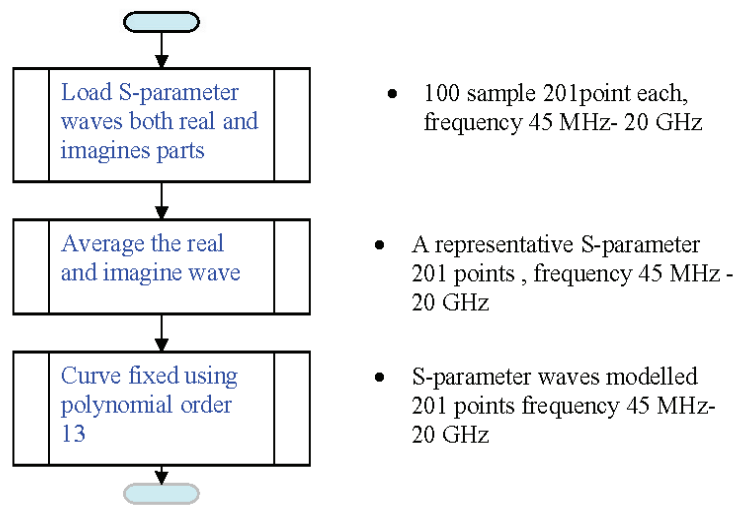 Load S-parameter
waves both real and
imagines parts
• 100 sample 201point each,
frequency 45 MHz- 20 GHz
Average the real
and imagine wave
• A representative S-parameter
201 points , frequency 45 MHz -
20 GHz
Curve fixed using
polynomial order
13
• S-parameter waves modelled
201 points frequency 45 MHz-
20 GHz